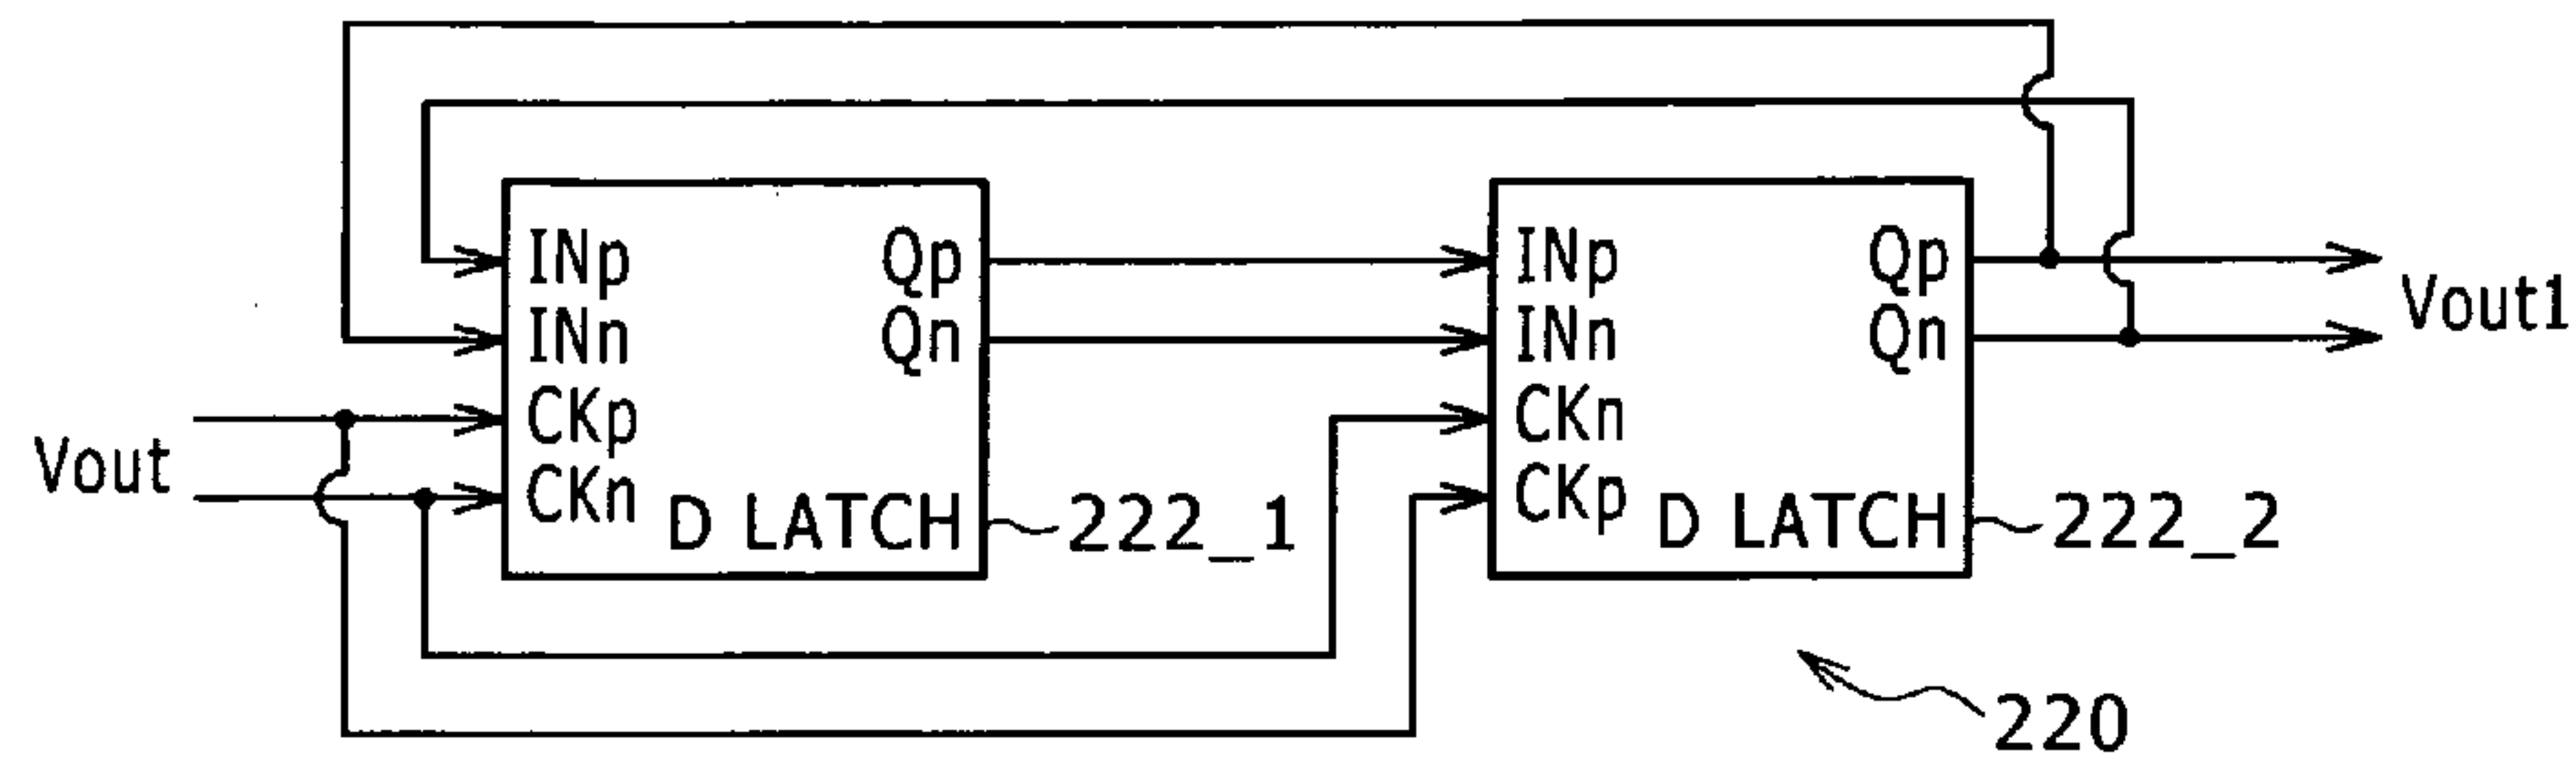 INp
INn
CKp
CKn
Qp
Qn
D LATCH
222_1
INp
INn
CKn
CKp
Qp
Qn
D LATCH
222_2
Vout
Vout1
220